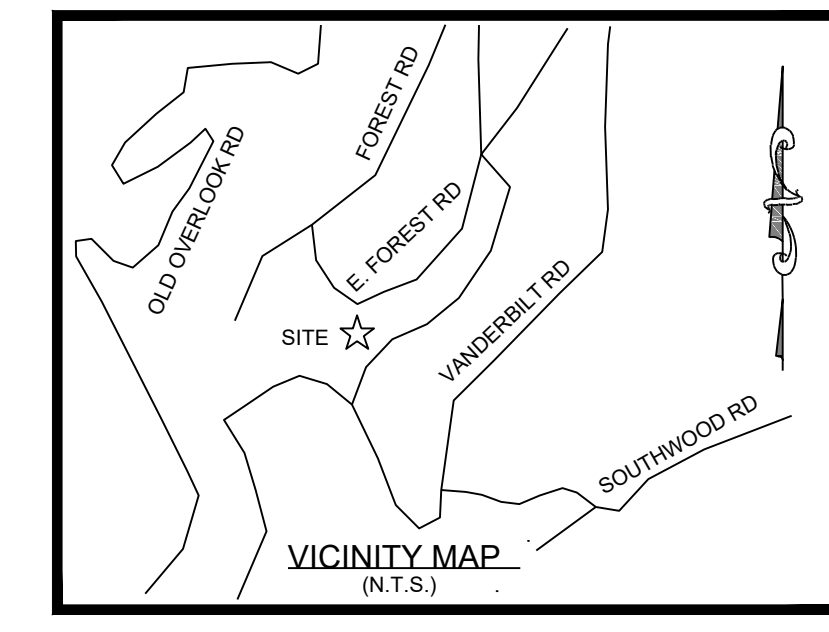 FOREST RD
OLD OVERLOOK RD
E. FOREST RD
SITE
VANDERBILT RD
SOUTHWOOD RD
VICINITY MAP
(N.T.S.)